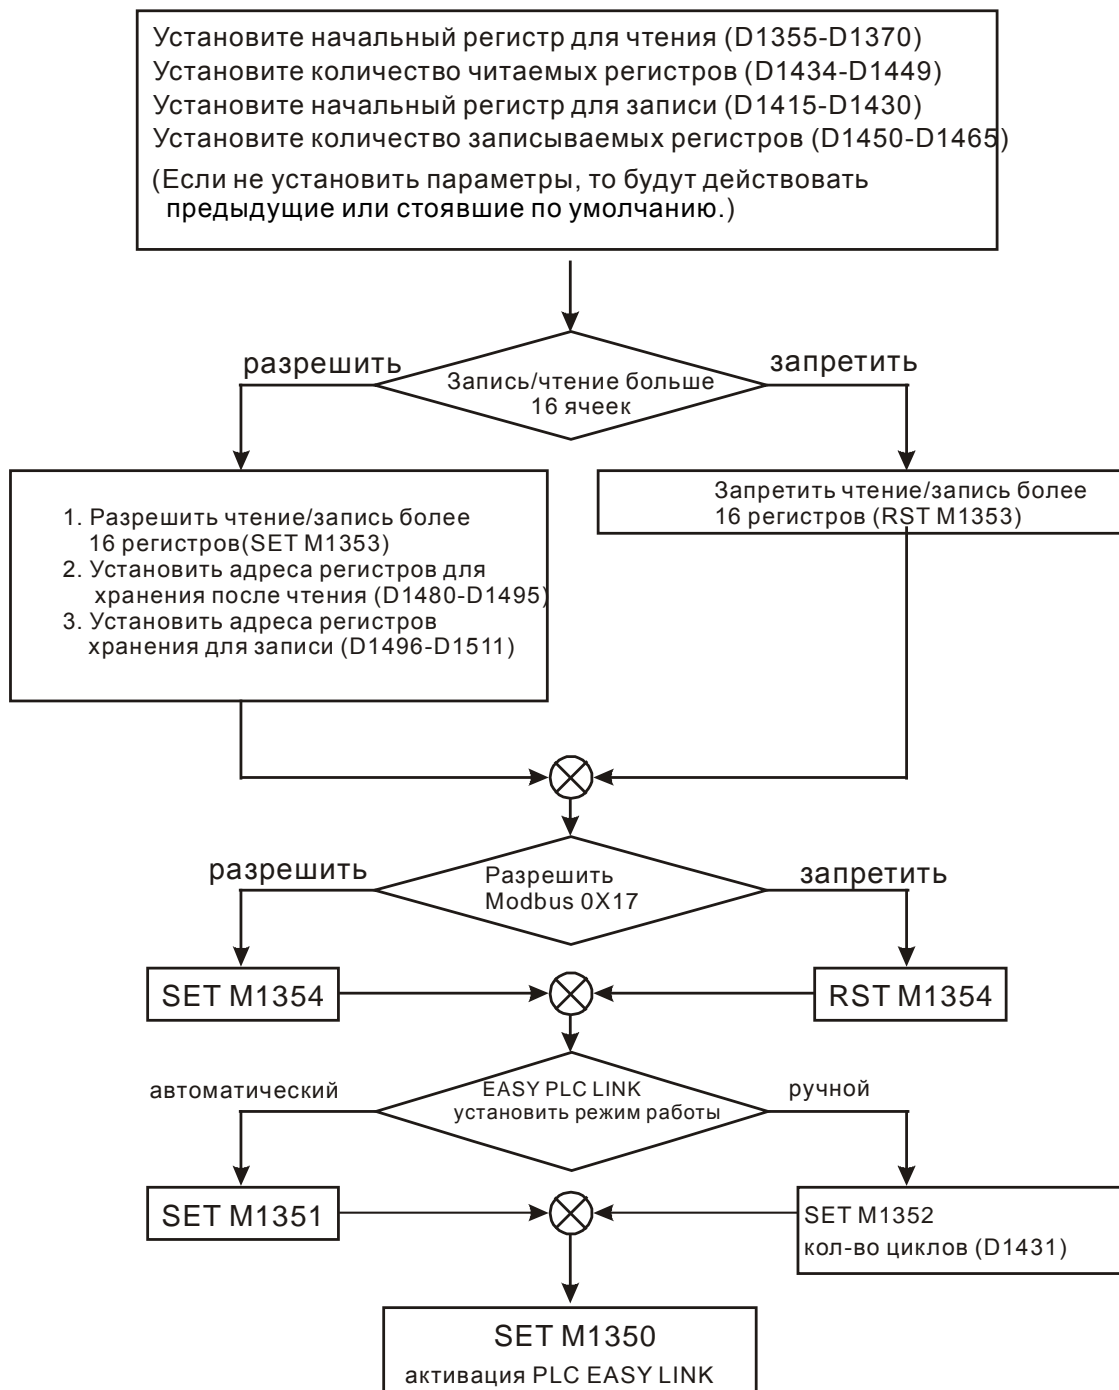 Установите начальный регистр для чтения (D1355-D1370)
Установите количество читаемых регистров (D1434-D1449)
Установите начальный регистр для записи (D1415-D1430)
Установите количество записываемых регистров (D1450-D1465)
(Если не установить параметры, то будут действовать
предыдущие или стоявшие по умолчанию.)
разрешить
запретить
Запись/чтение больше
16 ячеек
1. Разрешить чтение/запись более
16 регистров(SET M1353)
2. Установить адреса регистров для
хранения после чтения (D1480-D1495)
3. Установить адреса регистров
хранения для записи (D1496-D1511)
Запретить чтение/запись более
16 регистров (RST M1353)
разрешить
запретить
Разрешить
Modbus 0X17
SET M1354
RST M1354
автоматический
ручной
EASY PLC LINK
установить режим работы
SET M1351
SET M1352
кол-во циклов (D1431)
SET M1350
активация PLC EASY LINK